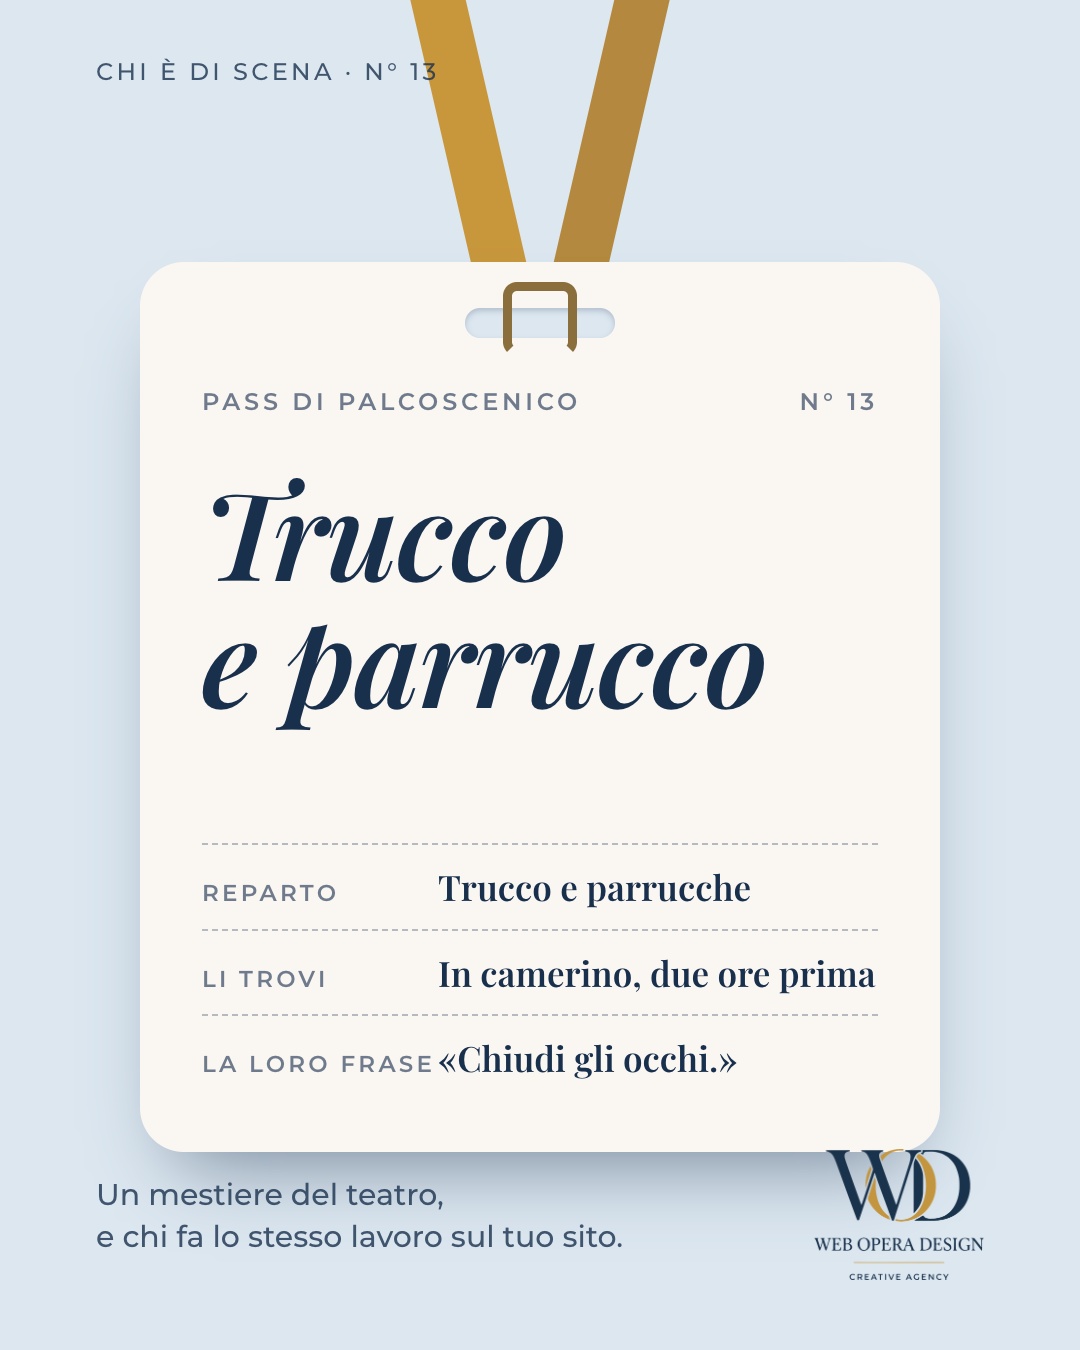 CHI È DI SCENA · N° 13
PASS DI PALCOSCENICO
N° 13
Trucco
e parrucco
REPARTO
Trucco e parrucche
LI TROVI
In camerino, due ore prima
LA LORO FRASE
«Chiudi gli occhi.»
Un mestiere del teatro,
e chi fa lo stesso lavoro sul tuo sito.
WOD
WEB OPERA DESIGN
CREATIVE AGENCY